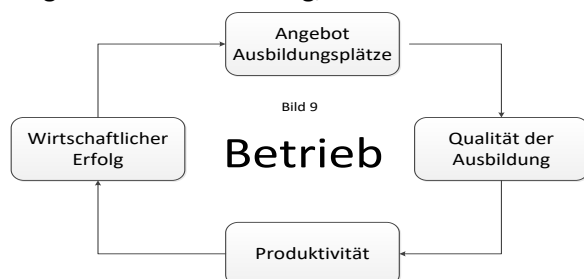 Angebot
Ausbildungsplätze
Bild 9
Wirtschaftlicher
Erfolg
Betrieb
Qualität der
Ausbildung
Produktivität